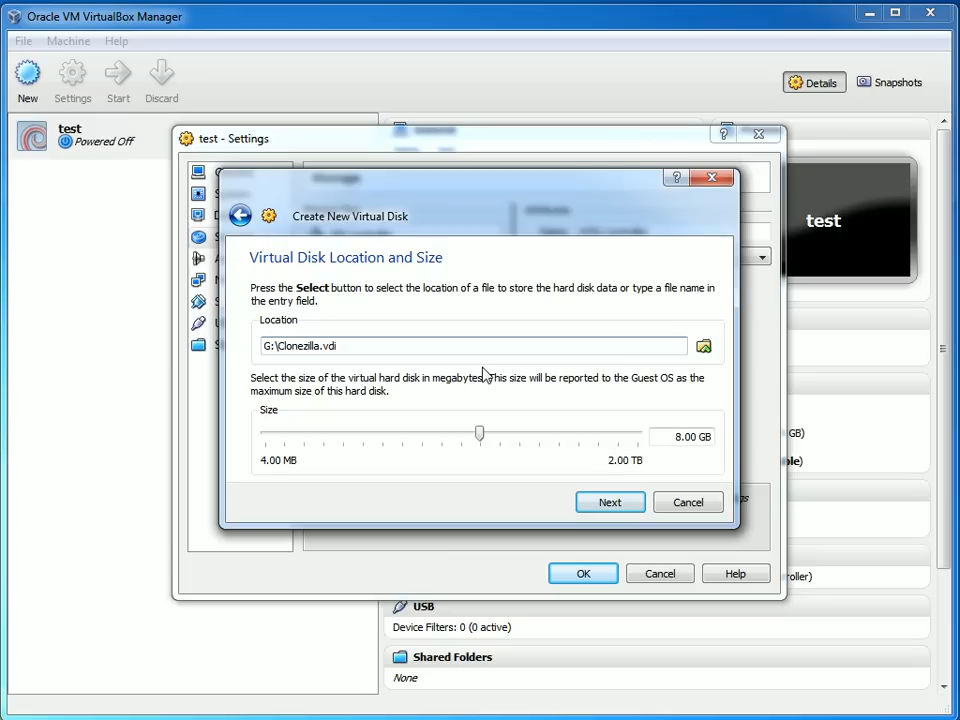 Oracle VM VirtualBox Manager
File Machine Help
New Settings Start Discard
Details Snapshots
test
Powered Off
test - Settings
Storage
test
Create New Virtual Disk
Virtual Disk Location and Size
Press the Select button to select the location of a file to store the hard disk data or type a file name in
the entry field.
Location
G:\Clonezilla.vdi
Select the size of the virtual hard disk in megabytes. This size will be reported to the Guest OS as the
maximum size of this hard disk.
Size
8.00 GB
4.00 MB 2.00 TB
GB)
Next Cancel
OK Cancel Help
USB
Device Filters: 0 (0 active)
Shared Folders
None